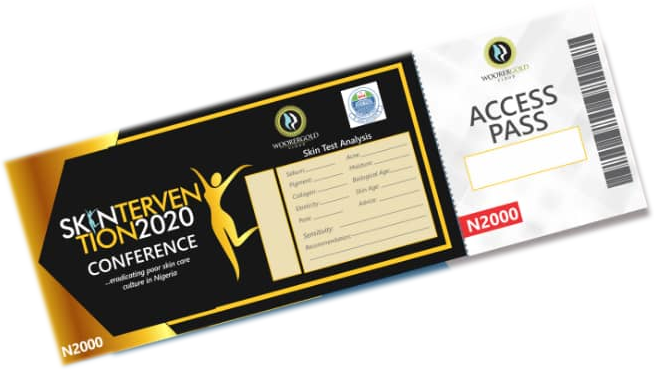 SKINTERVEN
TION2020
CONFERENCE
...eradicating poor skin care
culture in Nigeria
N2000
WOORERGOLD
Skin Test Analysis
Sebum:
Pigment:
Collagen:
Elasticity:
Pore:
Acne:
Moisture:
Biological Age:
Skin Age:
Advice:
Sensitivity:
Recommendation:
WOORERGOLD
ACCESS
PASS
N2000